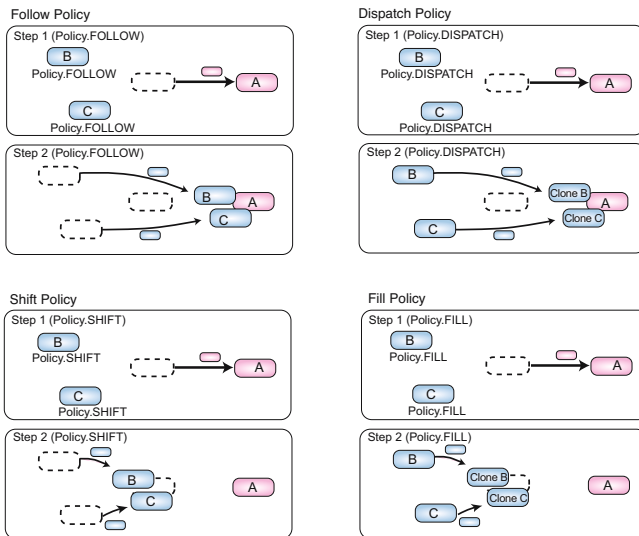 Follow Policy
Step 1 (Policy.FOLLOW)
B
Policy.FOLLOW
A
C
Policy.FOLLOW
Step 2 (Policy.FOLLOW)
B
A
C
Dispatch Policy
Step 1 (Policy.DISPATCH)
B
Policy.DISPATCH
A
C
Policy.DISPATCH
Step 2 (Policy.DISPATCH)
B
Clone B
A
C
Clone C
Shift Policy
Step 1 (Policy.SHIFT)
B
Policy.SHIFT
A
C
Policy.SHIFT
Step 2 (Policy.SHIFT)
B
C
A
Fill Policy
Step 1 (Policy.FILL)
B
Policy.FILL
A
C
Policy.FILL
Step 2 (Policy.FILL)
B
Clone B
Clone C
A
C